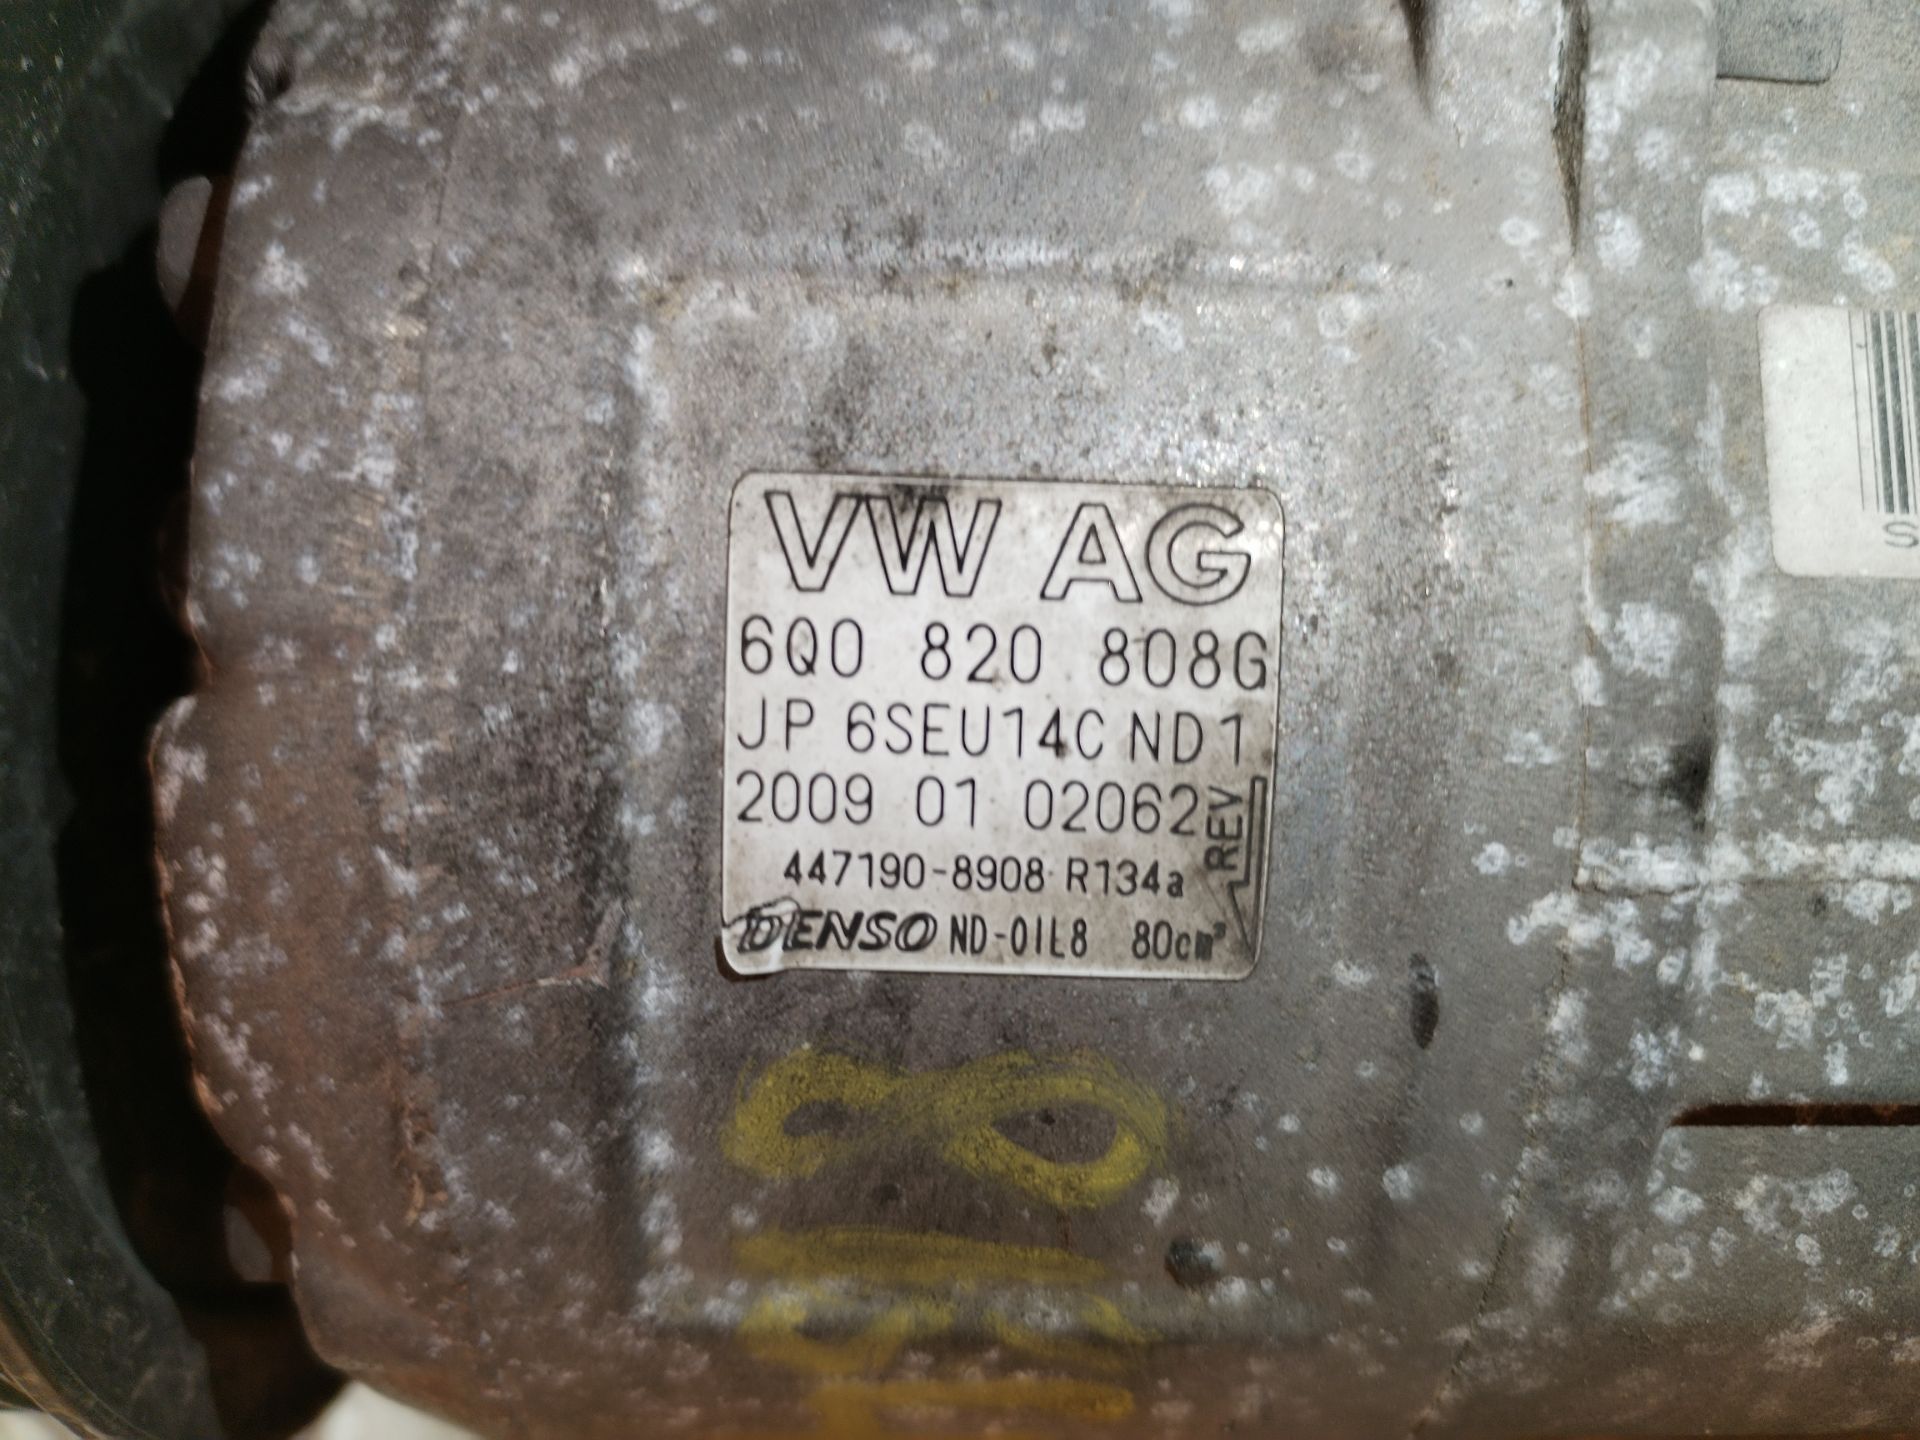 VW AG
6Q0 820 808G
JP 6SEU14C ND1
2009 01 02062
REV
447190-8908 R134a
DENSO ND-OIL8 80cm³
S